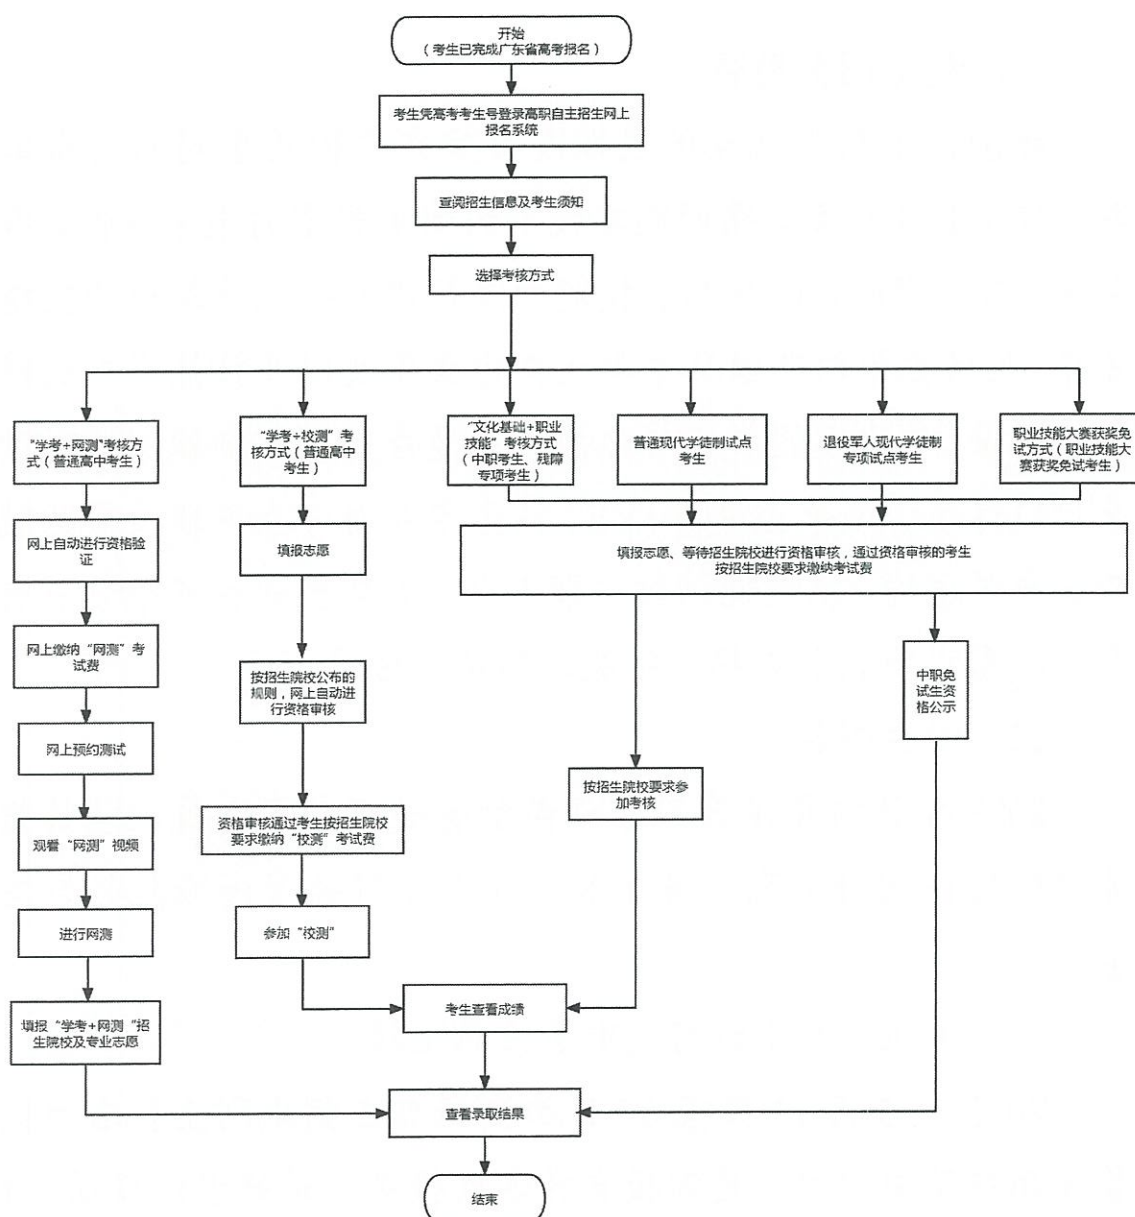 开始
（考生已完成广东省高考报名）
考生凭高考考生号登录高职自主招生网上
报名系统
查阅招生信息及考生须知
选择考核方式
“学考+网测”考核方
式（普通高中考生）
网上自动进行资格验
证
网上缴纳“网测”考
试费
网上预约测试
观看“网测”视频
进行网测
填报“学考+网测“招
生院校及专业志愿
“学考+校测”考
核方式（普通高中
考生）
填报志愿
按招生院校公布的
规则，网上自动进
行资格审核
资格审核通过考生按招生院校
要求缴纳“校测”考试费
参加“校测”
“文化基础+职业
技能”考核方式
（中职考生、残障
专项考生）
普通现代学徒制试点
考生
退役军人现代学徒制
专项试点考生
职业技能大赛获奖免
试方式（职业技能大
赛获奖免试考生）
填报志愿、等待招生院校进行资格审核，通过资格审核的考生
按招生院校要求缴纳考试费
按招生院校要求参
加考核
中职免
试生资
格公示
考生查看成绩
查看录取结果
结束